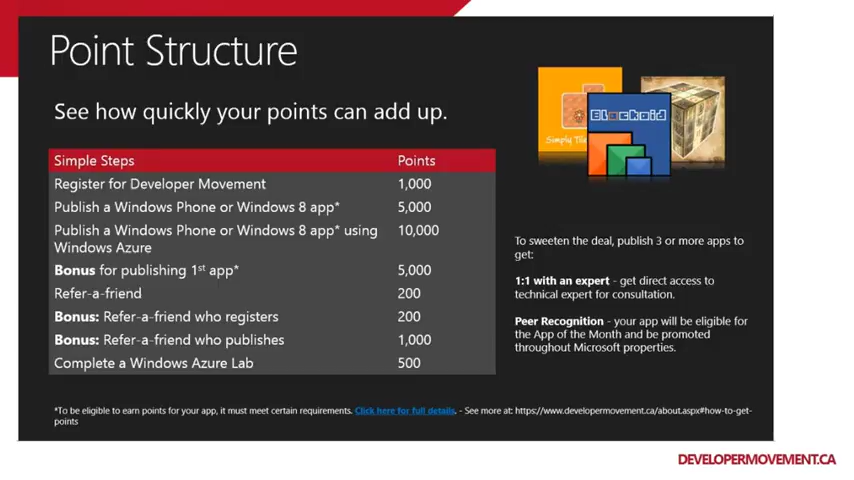 Point Structure
See how quickly your points can add up.
Simple Steps Points
Register for Developer Movement 1,000
Publish a Windows Phone or Windows 8 app* 5,000
Publish a Windows Phone or Windows 8 app* using 10,000
Windows Azure
Bonus for publishing 1st app* 5,000
Refer-a-friend 200
Bonus: Refer-a-friend who registers 200
Bonus: Refer-a-friend who publishes 1,000
Complete a Windows Azure Lab 500
Simply Tile
Blockoid
To sweeten the deal, publish 3 or more apps to
get:
1:1 with an expert - get direct access to
technical expert for consultation.
Peer Recognition - your app will be eligible for
the App of the Month and be promoted
throughout Microsoft properties.
*To be eligible to earn points for your app, it must meet certain requirements. Click here for full details. - See more at: https://www.developermovement.ca/about.aspx#how-to-get-
points
DEVELOPERMOVEMENT.CA